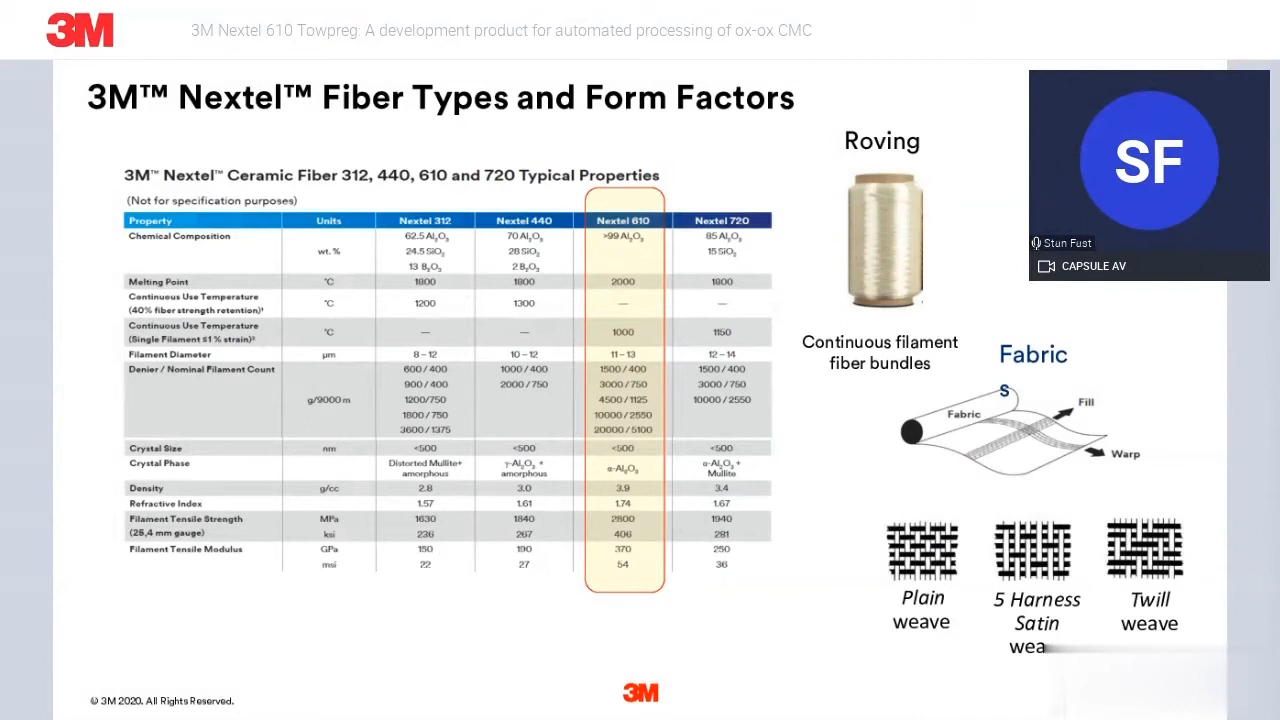 3M
3M Nextel 610 Towpreg: A development product for automated processing of ox-ox CMC
3M™ Nextel™ Fiber Types and Form Factors
3M™ Nextel™ Ceramic Fiber 312, 440, 610 and 720 Typical Properties
(Not for specification purposes)
Property Units Nextel 312 Nextel 440 Nextel 610 Nextel 720
Chemical Composition 62.5 Al₂O₃ 70 Al₂O₃ >99 Al₂O₃ 85 Al₂O₃
wt. % 24.5 SiO₂ 28 SiO₂ 15 SiO₂
13 B₂O₃ 2 B₂O₃
Melting Point °C 1800 1800 2000 1800
Continuous Use Temperature
(40% fiber strength retention)¹ °C 1200 1300 — —
Continuous Use Temperature
(Single Filament ≤1 % strain)² °C — — 1000 1150
Filament Diameter µm 8 – 12 10 – 12 11 – 13 12 – 14
Denier / Nominal Filament Count 600 / 400 1000 / 400 1500 / 400 1500 / 400
900 / 400 2000 / 750 3000 / 750 3000 / 750
g/9000 m 1200/750 4500 / 1125 10000 / 2550
1800 / 750 10000 / 2550
3600 / 1375 20000 / 5100
Crystal Size nm <500 <500 <500 <500
Crystal Phase Distorted Mullite+ amorphous γ-Al₂O₃ + amorphous α-Al₂O₃ α-Al₂O₃ + Mullite
Density g/cc 2.8 3.0 3.9 3.4
Refractive Index 1.57 1.61 1.74 1.67
Filament Tensile Strength MPa 1630 1840 2800 1940
(25,4 mm gauge) ksi 236 267 406 281
Filament Tensile Modulus GPa 150 190 370 250
msi 22 27 54 36
Roving
Continuous filament
fiber bundles
SF
Stun Fust
CAPSULE AV
Fabric
s
Fabric
Fill
Warp
Plain
weave
5 Harness
Satin
wea
Twill
weave
© 3M 2020. All Rights Reserved.
3M